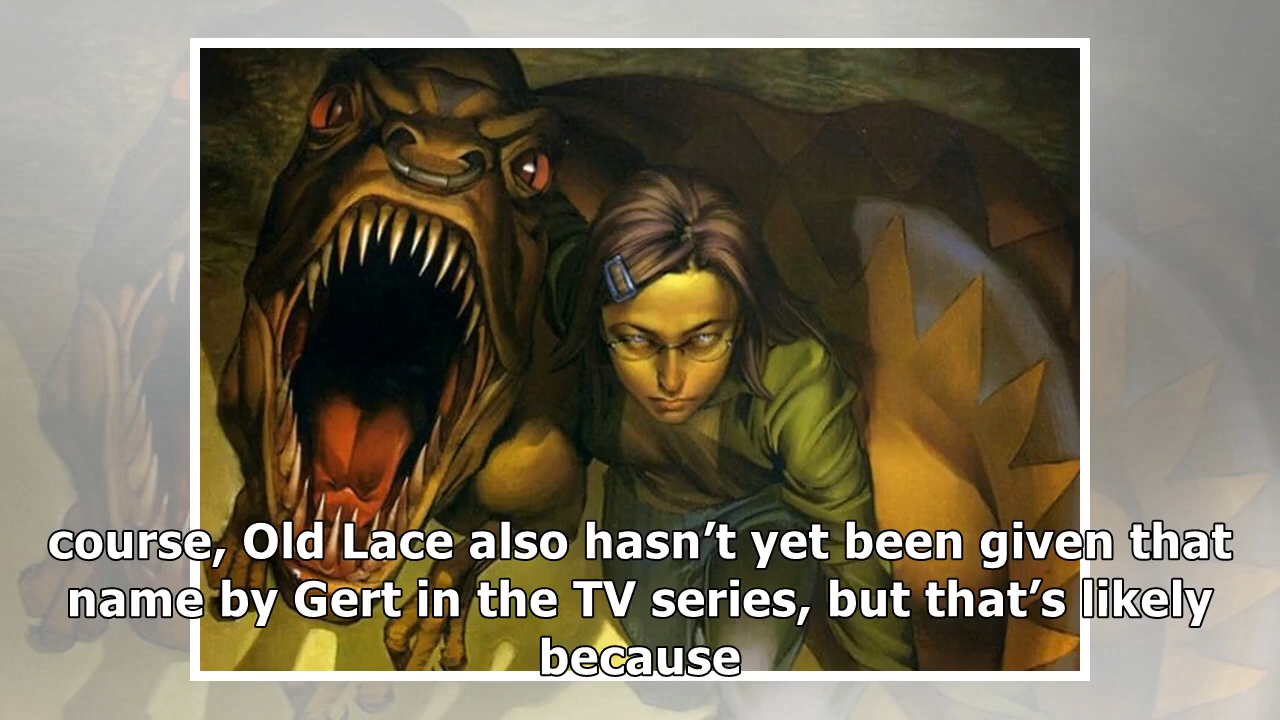 course, Old Lace also hasn’t yet been given that
name by Gert in the TV series, but that’s likely
because